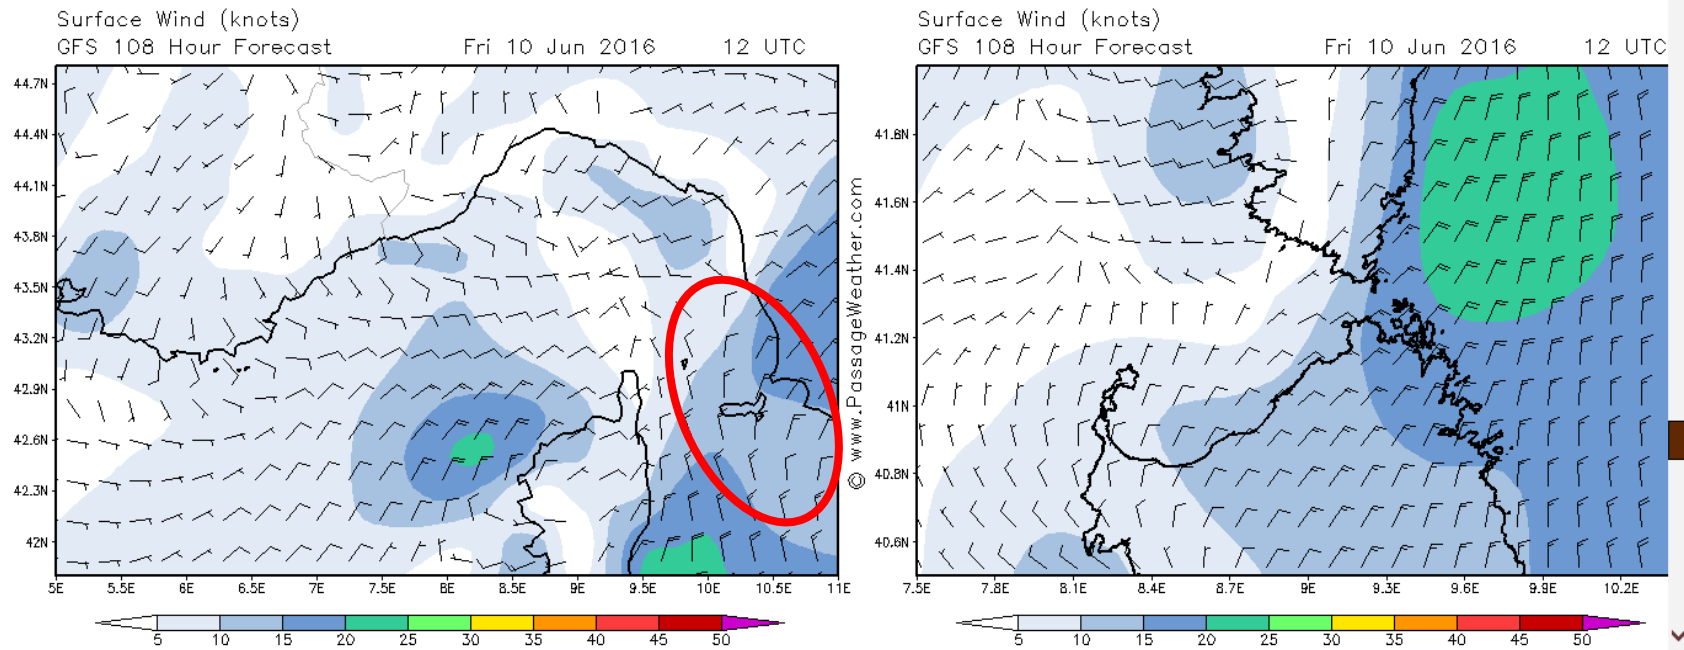 Surface Wind (knots)
GFS 108 Hour Forecast Fri 10 Jun 2016 12 UTC
44.7N
44.4N
44.1N
43.8N
43.5N
43.2N
42.9N
42.6N
42.3N
42N
5E 5.5E 6E 6.5E 7E 7.5E 8E 8.5E 9E 9.5E 10E 10.5E 11E
5 10 15 20 25 30 35 40 45 50
© www.PassageWeather.com
Surface Wind (knots)
GFS 108 Hour Forecast Fri 10 Jun 2016 12 UTC
41.8N
41.6N
41.4N
41.2N
41N
40.8N
40.6N
7.5E 7.8E 8.1E 8.4E 8.7E 9E 9.3E 9.6E 9.9E 10.2E
5 10 15 20 25 30 35 40 45 50